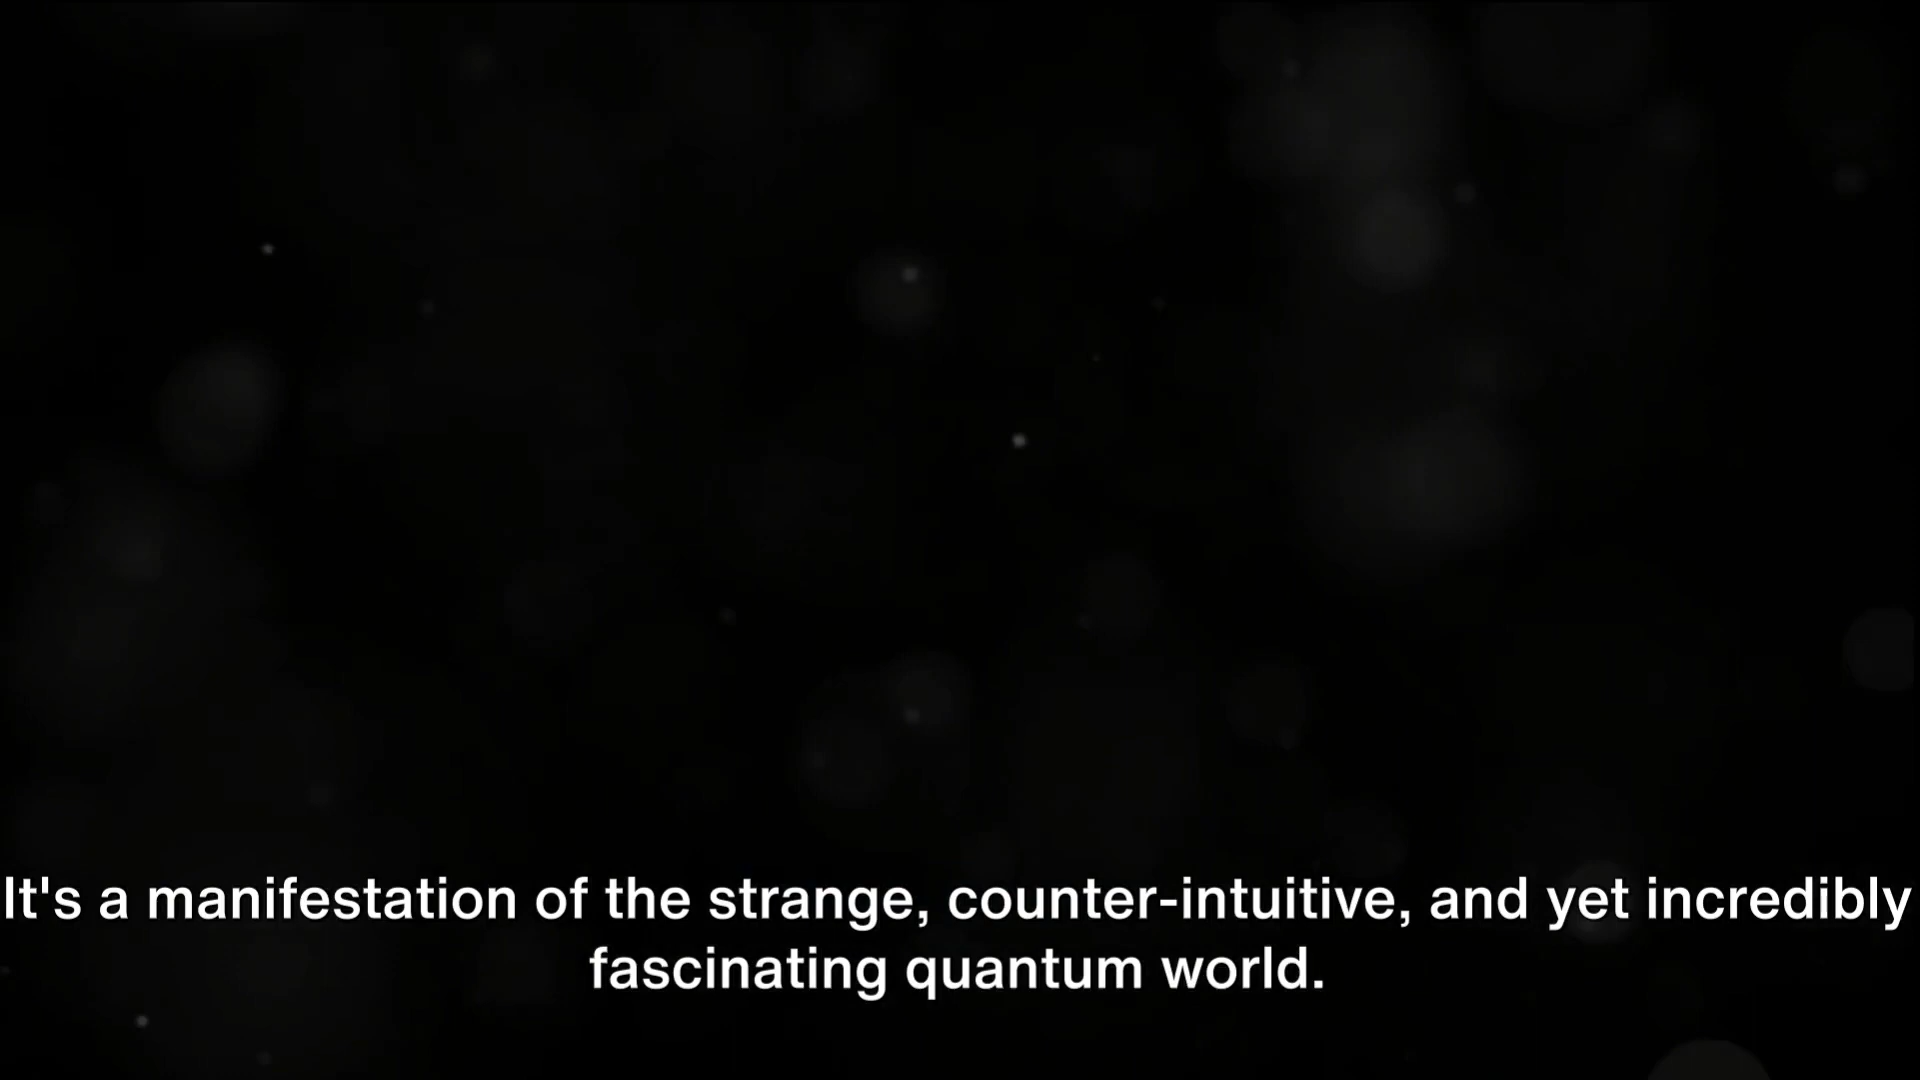 It's a manifestation of the strange, counter-intuitive, and yet incredibly
fascinating quantum world.